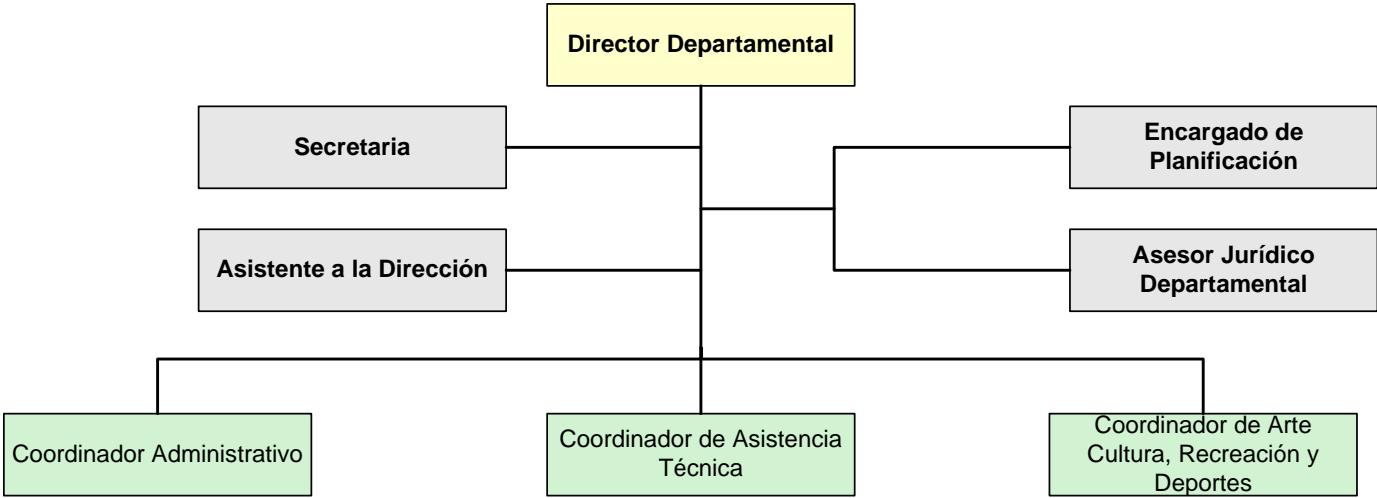 Director Departamental
Secretaria
Encargado de
Planificación
Asistente a la Dirección
Asesor Jurídico
Departamental
Coordinador Administrativo
Coordinador de Asistencia
Técnica
Coordinador de Arte
Cultura, Recreación y
Deportes